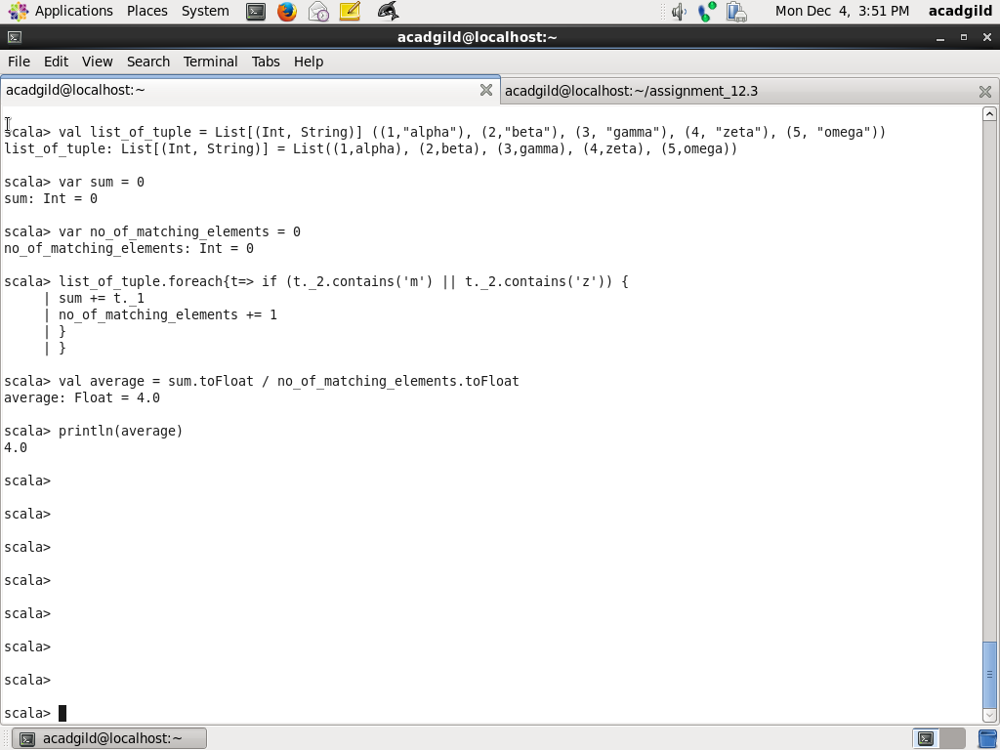 Applications Places System Mon Dec 4, 3:51 PM acadgild
acadgild@localhost:~
File Edit View Search Terminal Tabs Help
acadgild@localhost:~ acadgild@localhost:~/assignment_12.3
scala> val list_of_tuple = List[(Int, String)] ((1,"alpha"), (2,"beta"), (3, "gamma"), (4, "zeta"), (5, "omega"))
list_of_tuple: List[(Int, String)] = List((1,alpha), (2,beta), (3,gamma), (4,zeta), (5,omega))
scala> var sum = 0
sum: Int = 0
scala> var no_of_matching_elements = 0
no_of_matching_elements: Int = 0
scala> list_of_tuple.foreach{t=> if (t._2.contains('m') || t._2.contains('z')) {
| sum += t._1
| no_of_matching_elements += 1
| }
| }
scala> val average = sum.toFloat / no_of_matching_elements.toFloat
average: Float = 4.0
scala> println(average)
4.0
scala>
scala>
scala>
scala>
scala>
scala>
scala>
scala>
acadgild@localhost:~